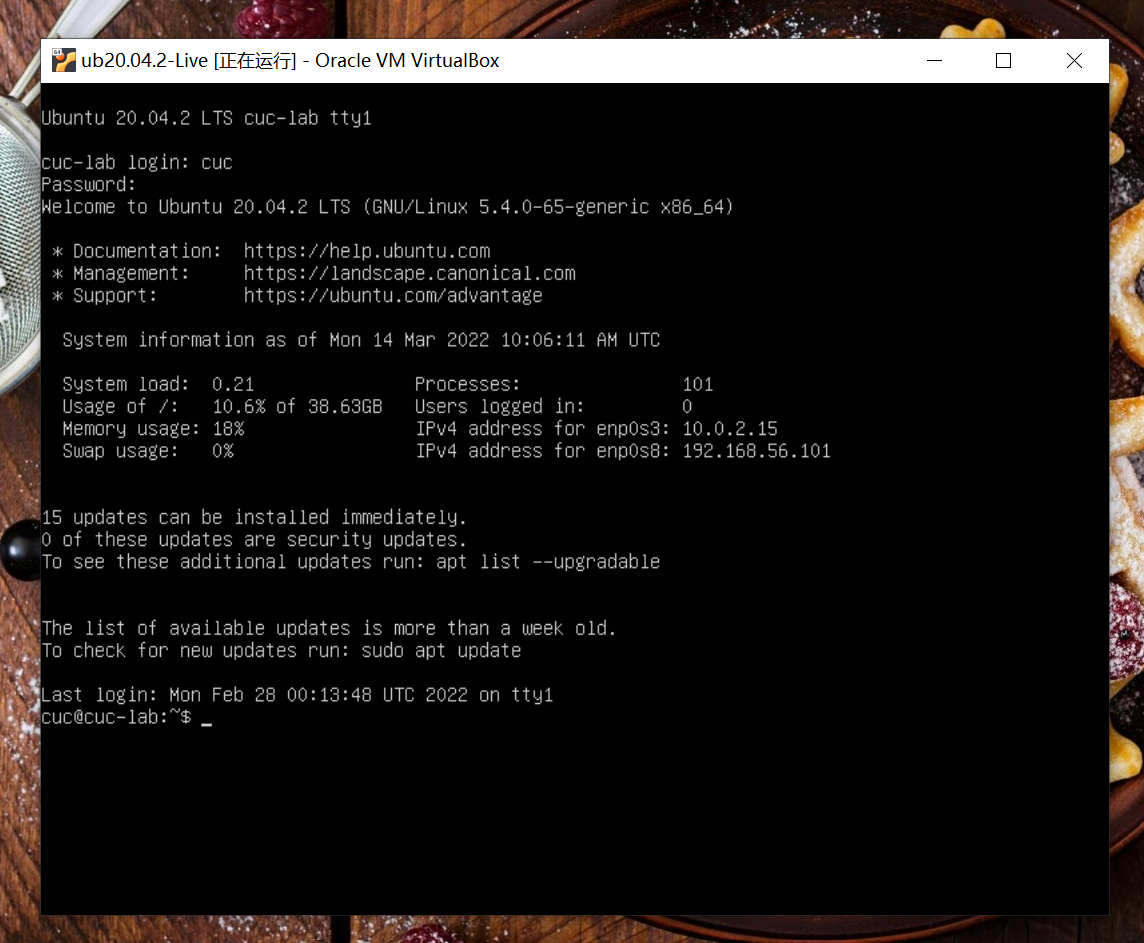 ub20.04.2-Live [正在运行] - Oracle VM VirtualBox
Ubuntu 20.04.2 LTS cuc-lab tty1
cuc-lab login: cuc
Password:
Welcome to Ubuntu 20.04.2 LTS (GNU/Linux 5.4.0-65-generic x86_64)
* Documentation: https://help.ubuntu.com
* Management: https://landscape.canonical.com
* Support: https://ubuntu.com/advantage
System information as of Mon 14 Mar 2022 10:06:11 AM UTC
System load: 0.21 Processes: 101
Usage of /: 10.6% of 38.63GB Users logged in: 0
Memory usage: 18% IPv4 address for enp0s3: 10.0.2.15
Swap usage: 0% IPv4 address for enp0s8: 192.168.56.101
15 updates can be installed immediately.
0 of these updates are security updates.
To see these additional updates run: apt list --upgradable
The list of available updates is more than a week old.
To check for new updates run: sudo apt update
Last login: Mon Feb 28 00:13:48 UTC 2022 on tty1
cuc@cuc-lab:~$ _